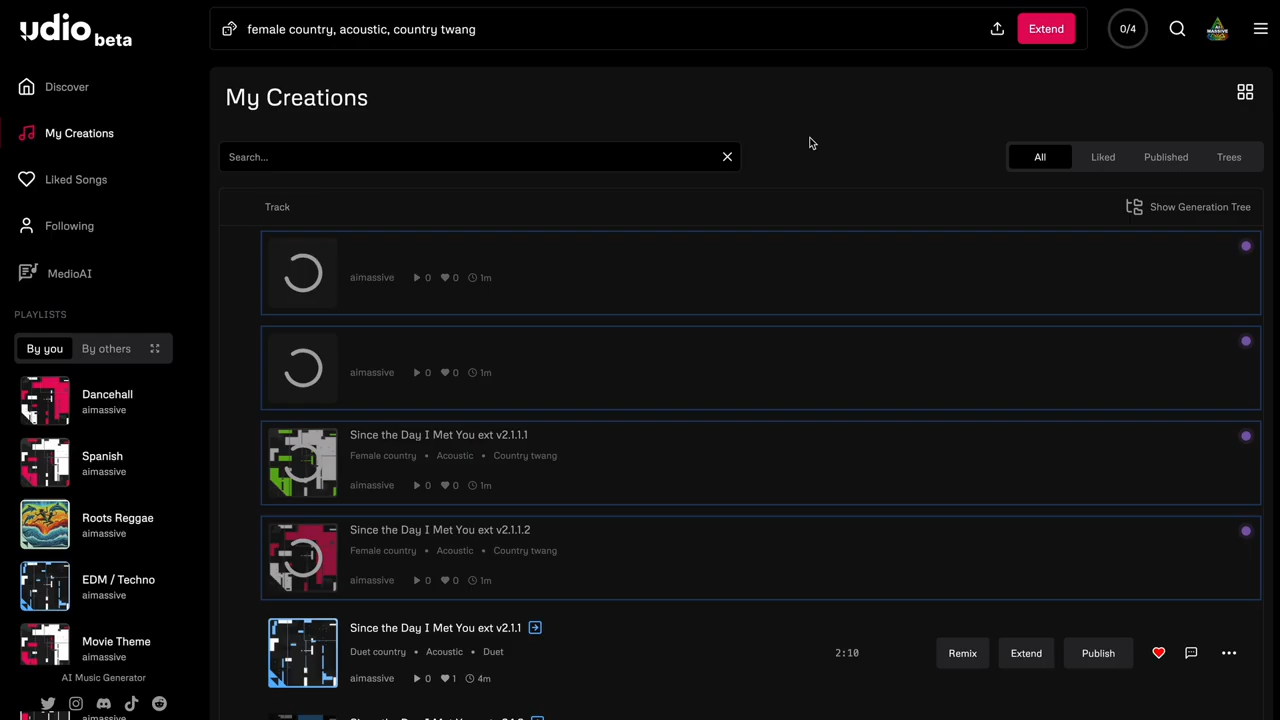 udio beta
female country, acoustic, country twang
Extend
0/4
Discover
My Creations
Liked Songs
Following
MedioAI
PLAYLISTS
By you
By others
Dancehall
aimassive
Spanish
aimassive
Roots Reggae
aimassive
EDM / Techno
aimassive
Movie Theme
aimassive
AI Music Generator
aimassive
My Creations
Search...
All
Liked
Published
Trees
Track
Show Generation Tree
aimassive 0 0 1m
aimassive 0 0 1m
Since the Day I Met You ext v2.1.1.1
Female country • Acoustic • Country twang
aimassive 0 0 1m
Since the Day I Met You ext v2.1.1.2
Female country • Acoustic • Country twang
aimassive 0 0 1m
Since the Day I Met You ext v2.1.1
Duet country • Acoustic • Duet
2:10
Remix
Extend
Publish
aimassive 0 1 4m